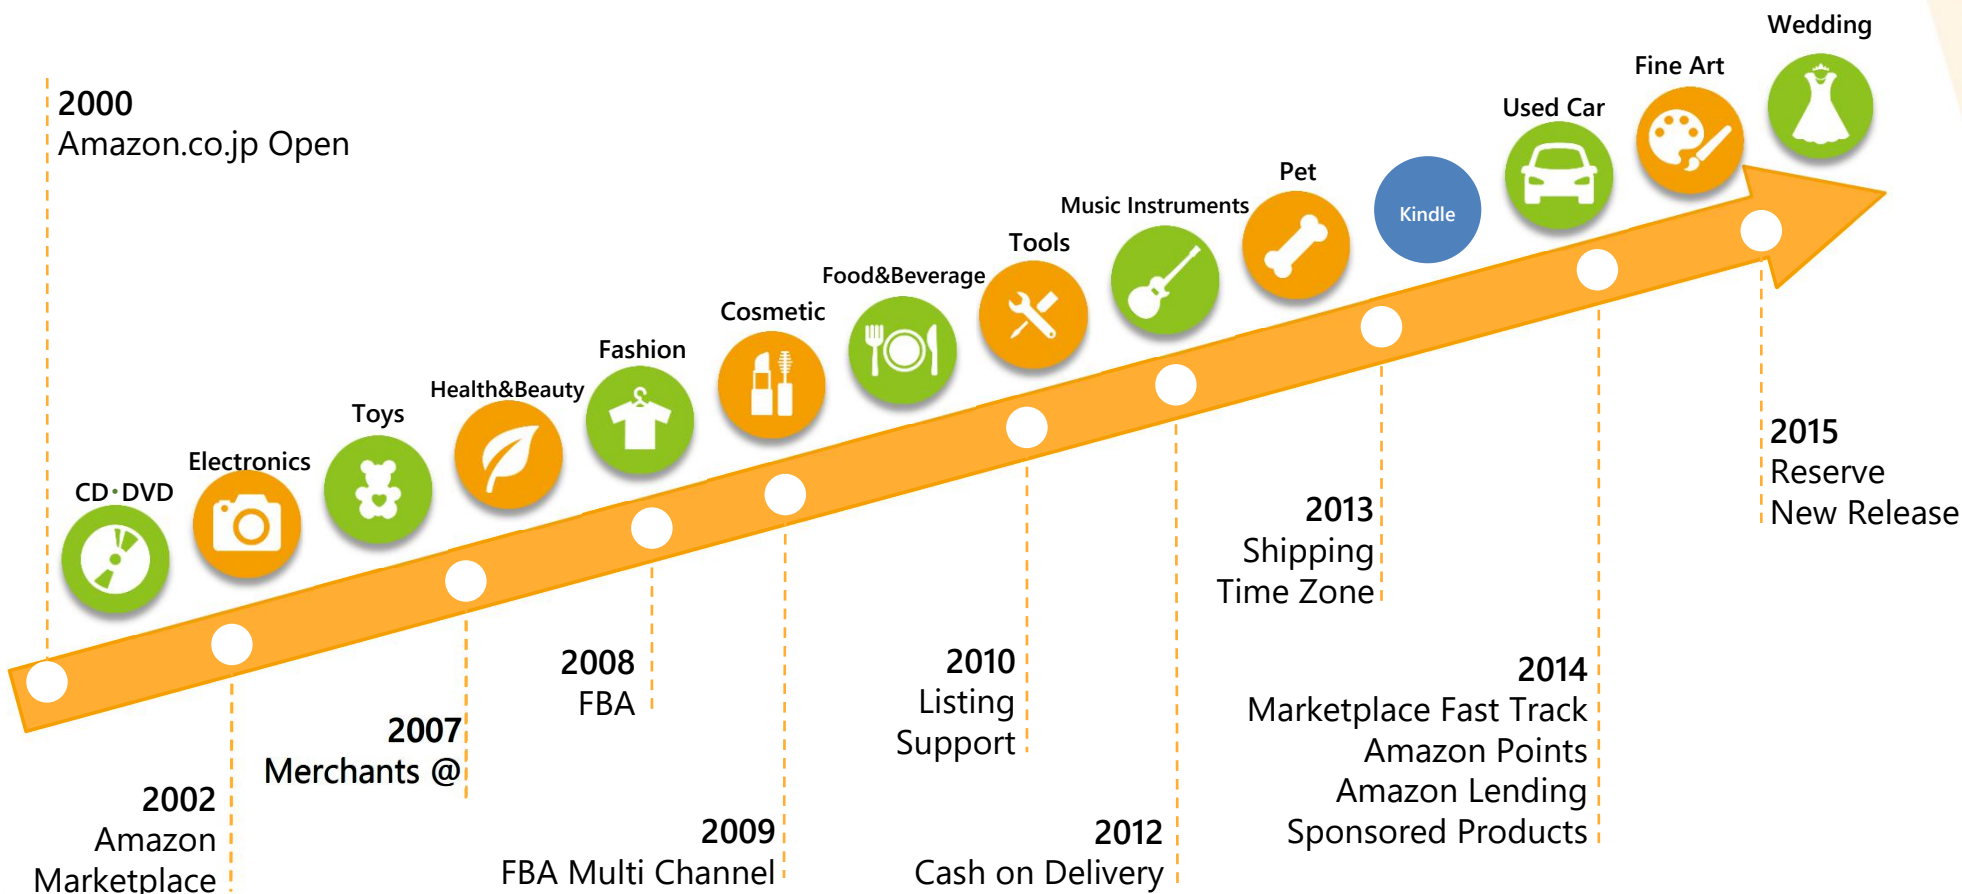 2000
Amazon.co.jp Open
CD・DVD
Electronics
Toys
Health&Beauty
Fashion
Cosmetic
Food&Beverage
Tools
Music Instruments
Pet
Kindle
Used Car
Fine Art
Wedding
2002
Amazon
Marketplace
2007
Merchants @
2008
FBA
2009
FBA Multi Channel
2010
Listing
Support
2012
Cash on Delivery
2013
Shipping
Time Zone
2014
Marketplace Fast Track
Amazon Points
Amazon Lending
Sponsored Products
2015
Reserve
New Release